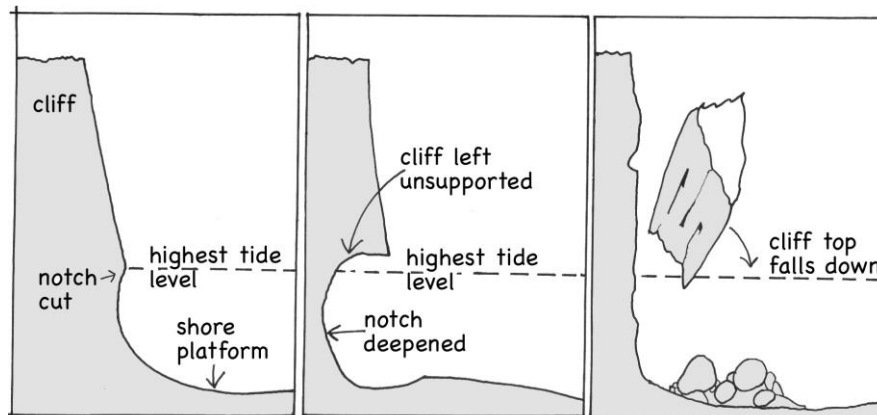 cliff
notch
cut
highest tide
level
shore
platform
cliff left
unsupported
highest tide
level
notch
deepened
cliff top
falls down